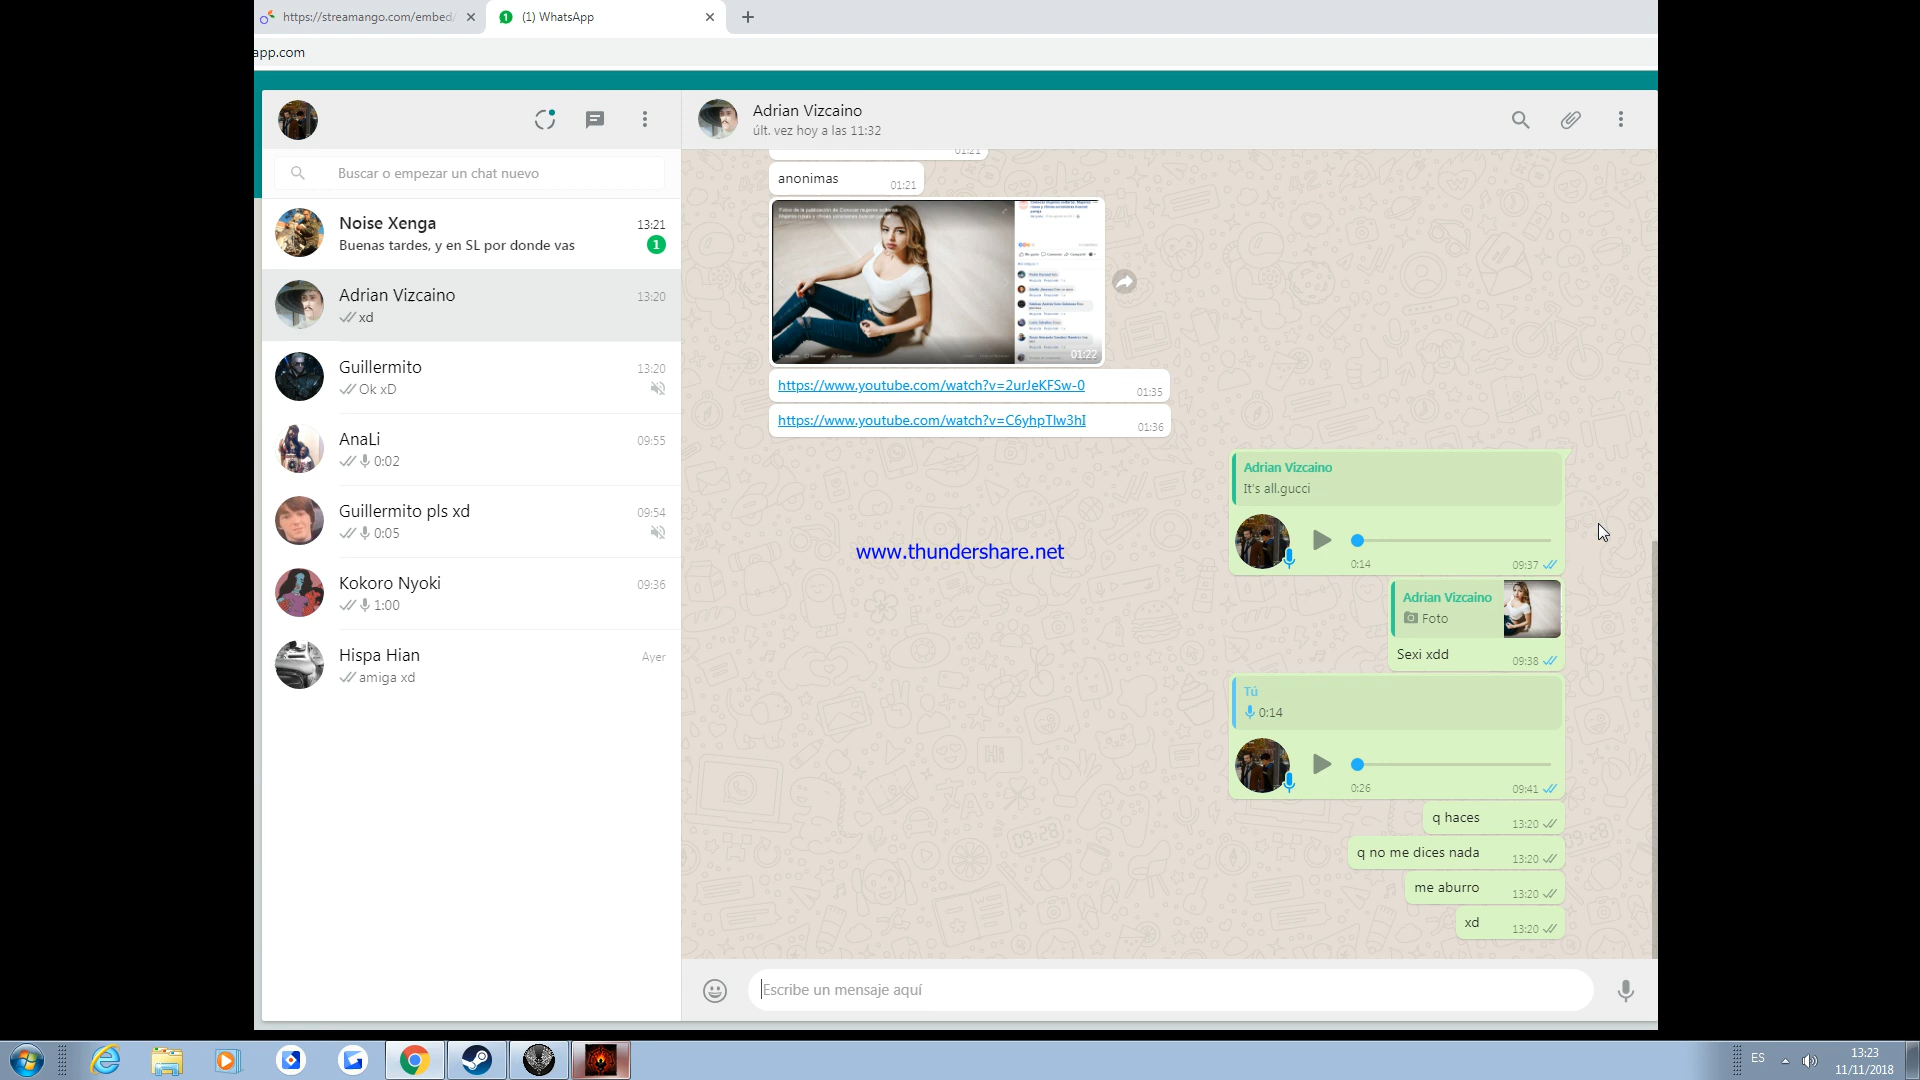 https://streamango.com/embed/
(1) WhatsApp
app.com
Adrian Vizcaino
últ. vez hoy a las 11:32
Buscar o empezar un chat nuevo
Noise Xenga
13:21
Buenas tardes, y en SL por donde vas
1
Adrian Vizcaino
13:20
xd
Guillermito
13:20
Ok xD
AnaLi
09:55
0:02
Guillermito pls xd
09:54
0:05
Kokoro Nyoki
09:36
1:00
Hispa Hian
Ayer
amiga xd
01:21
anonimas
01:21
01:22
https://www.youtube.com/watch?v=2urJeKFSw-0
01:35
https://www.youtube.com/watch?v=C6yhpTlw3hI
01:36
Adrian Vizcaino
It's all.gucci
0:14
09:37
www.thundershare.net
Adrian Vizcaino
Foto
Sexi xdd
09:38
Tú
0:14
0:26
09:41
q haces
13:20
q no me dices nada
13:20
me aburro
13:20
xd
13:20
Escribe un mensaje aquí
ES
13:23
11/11/2018